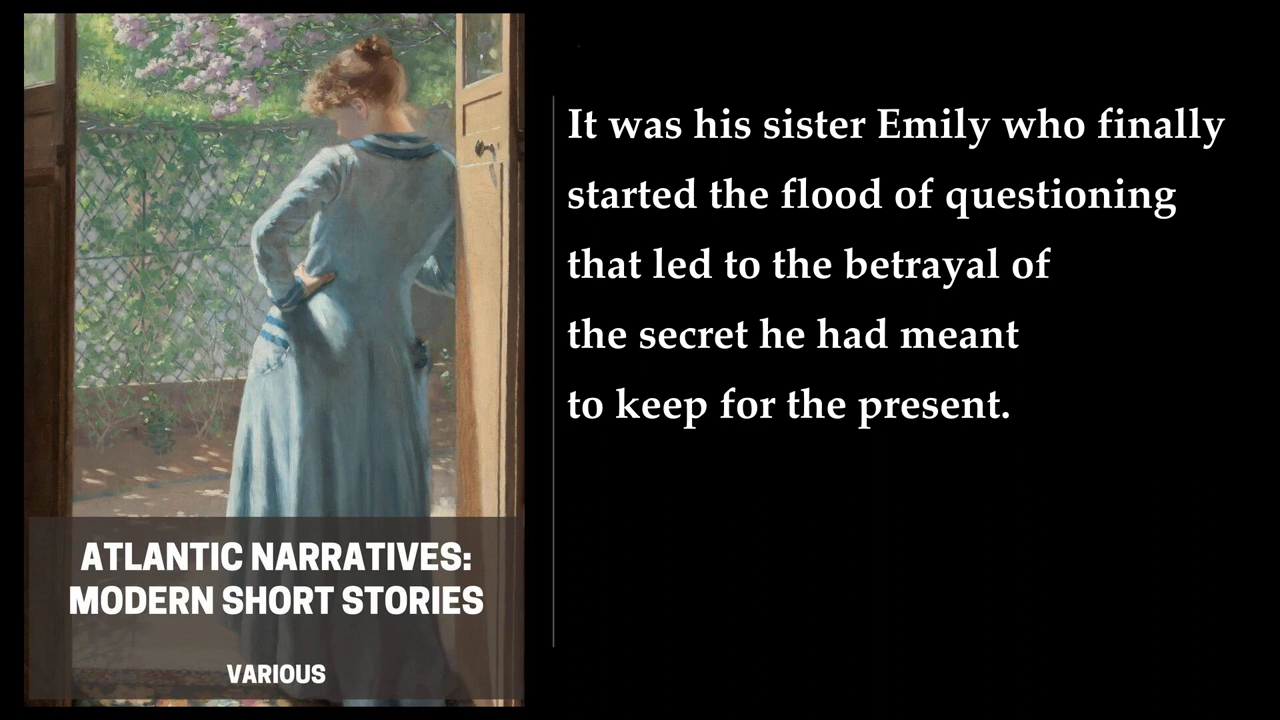 It was his sister Emily who finally
started the flood of questioning
that led to the betrayal of
the secret he had meant
to keep for the present.
ATLANTIC NARRATIVES:
MODERN SHORT STORIES
VARIOUS